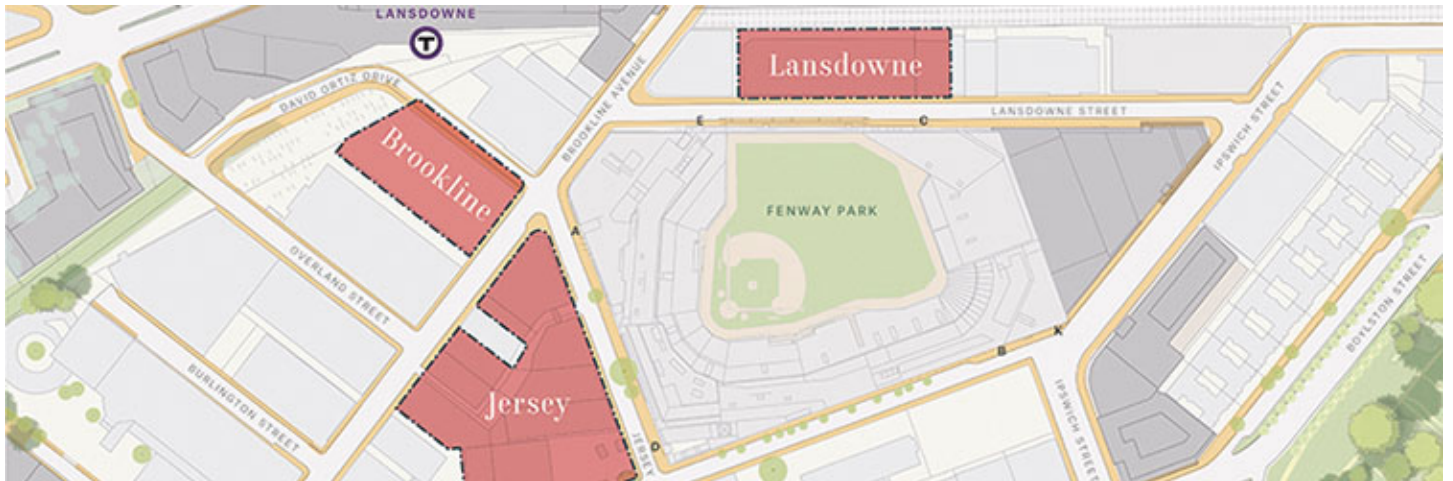 LANSDOWNE
T
DAVID ORTIZ DRIVE
BROOKLINE AVENUE
Lansdowne
LANSDOWNE STREET
E
C
IPSWICH STREET
Brookline
FENWAY PARK
A
OVERLAND STREET
BOYLSTON STREET
BURLINGTON STREET
Jersey
B
K
IPSWICH STREET
D
JERSEY